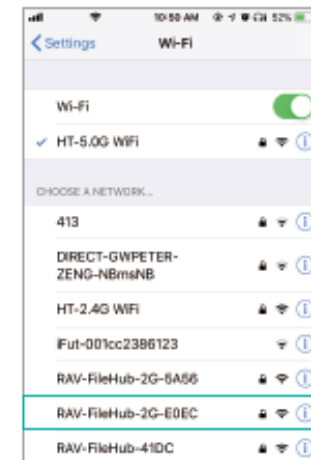 10:50 AM 52%
Settings Wi-Fi
Wi-Fi
HT-5.0G WiFi
CHOOSE A NETWORK...
413
DIRECT-GWPETER-
ZENG-NBmsNB
HT-2.4G WiFi
iFut-001cc2386123
RAV-FileHub-2G-6A56
RAV-FileHub-2G-E0EC
RAV-FileHub-41DC